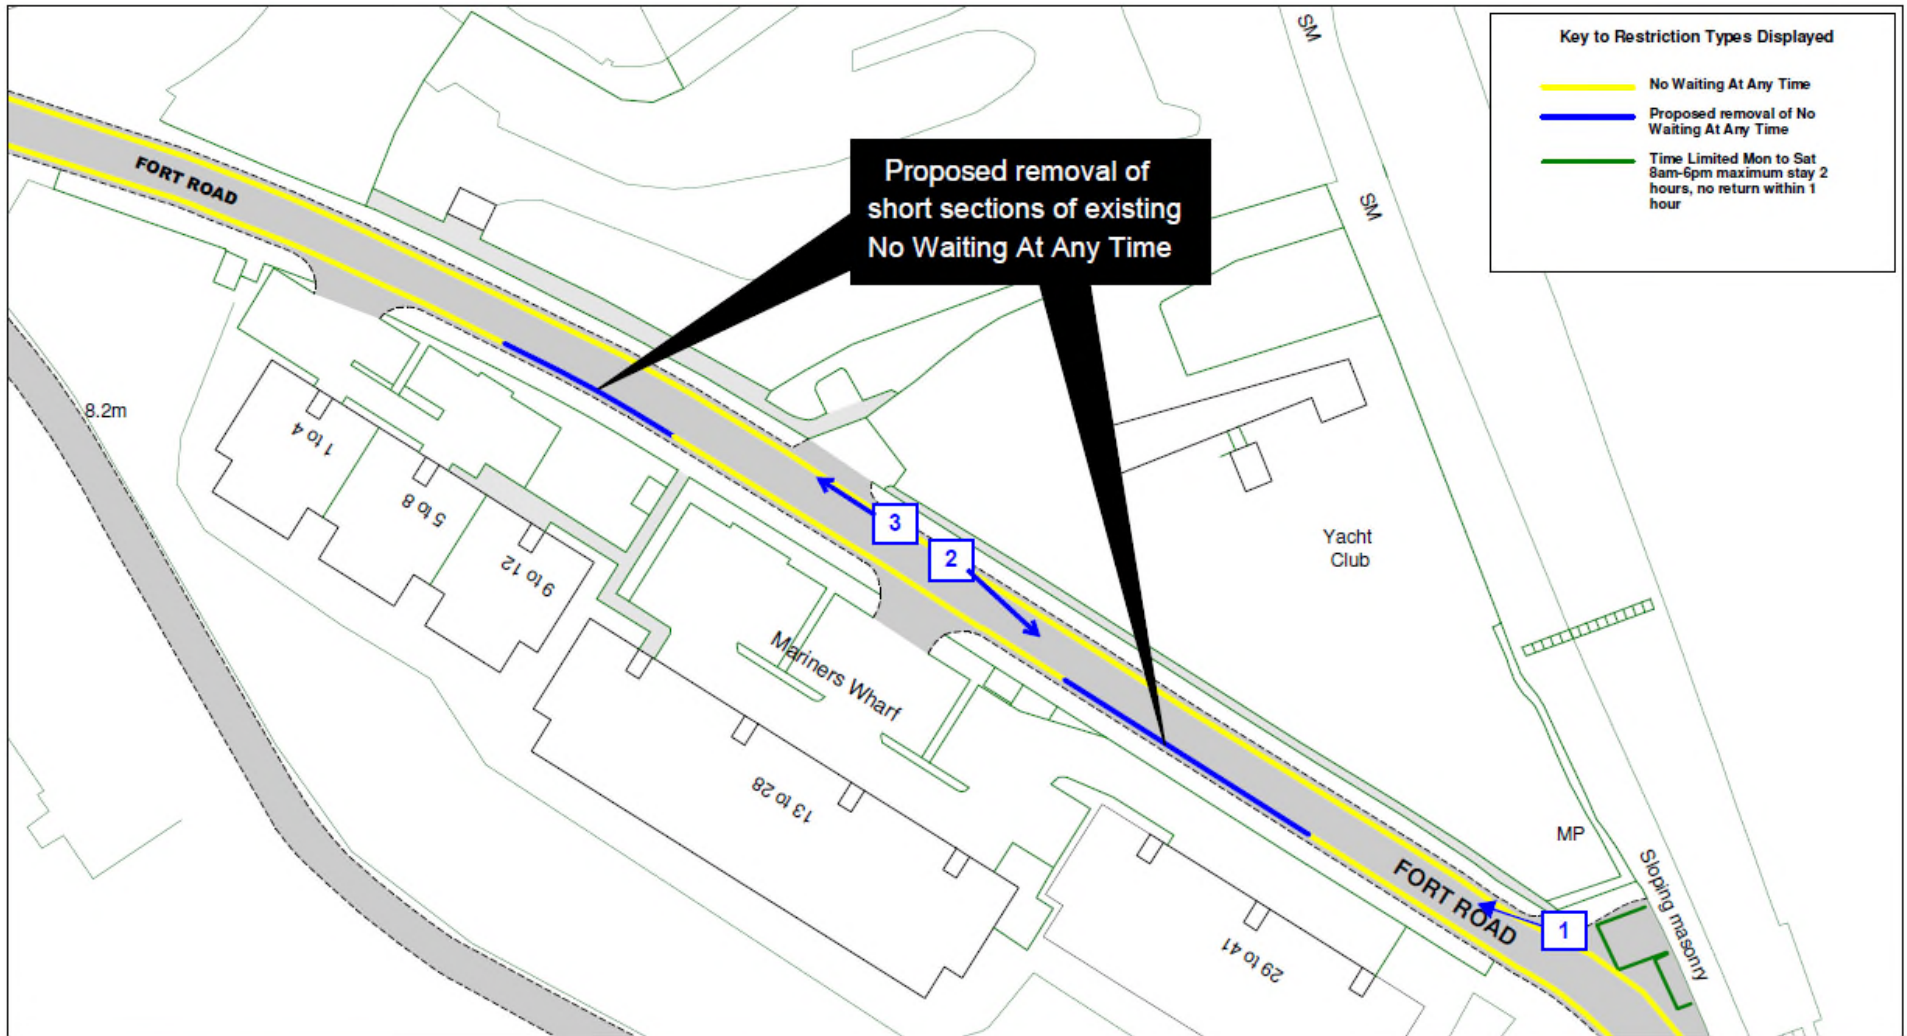 Key to Restriction Types Displayed
No Waiting At Any Time
Proposed removal of No
Waiting At Any Time
Time Limited Mon to Sat
8am-6pm maximum stay 2
hours, no return within 1
hour
SM
SM
FORT ROAD
Proposed removal of
short sections of existing
No Waiting At Any Time
8.2m
1 to 4
5 to 8
9 to 12
3
2
Yacht
Club
Mariners Wharf
13 to 28
MP
Sloping masonry
FORT ROAD
1
29 to 41